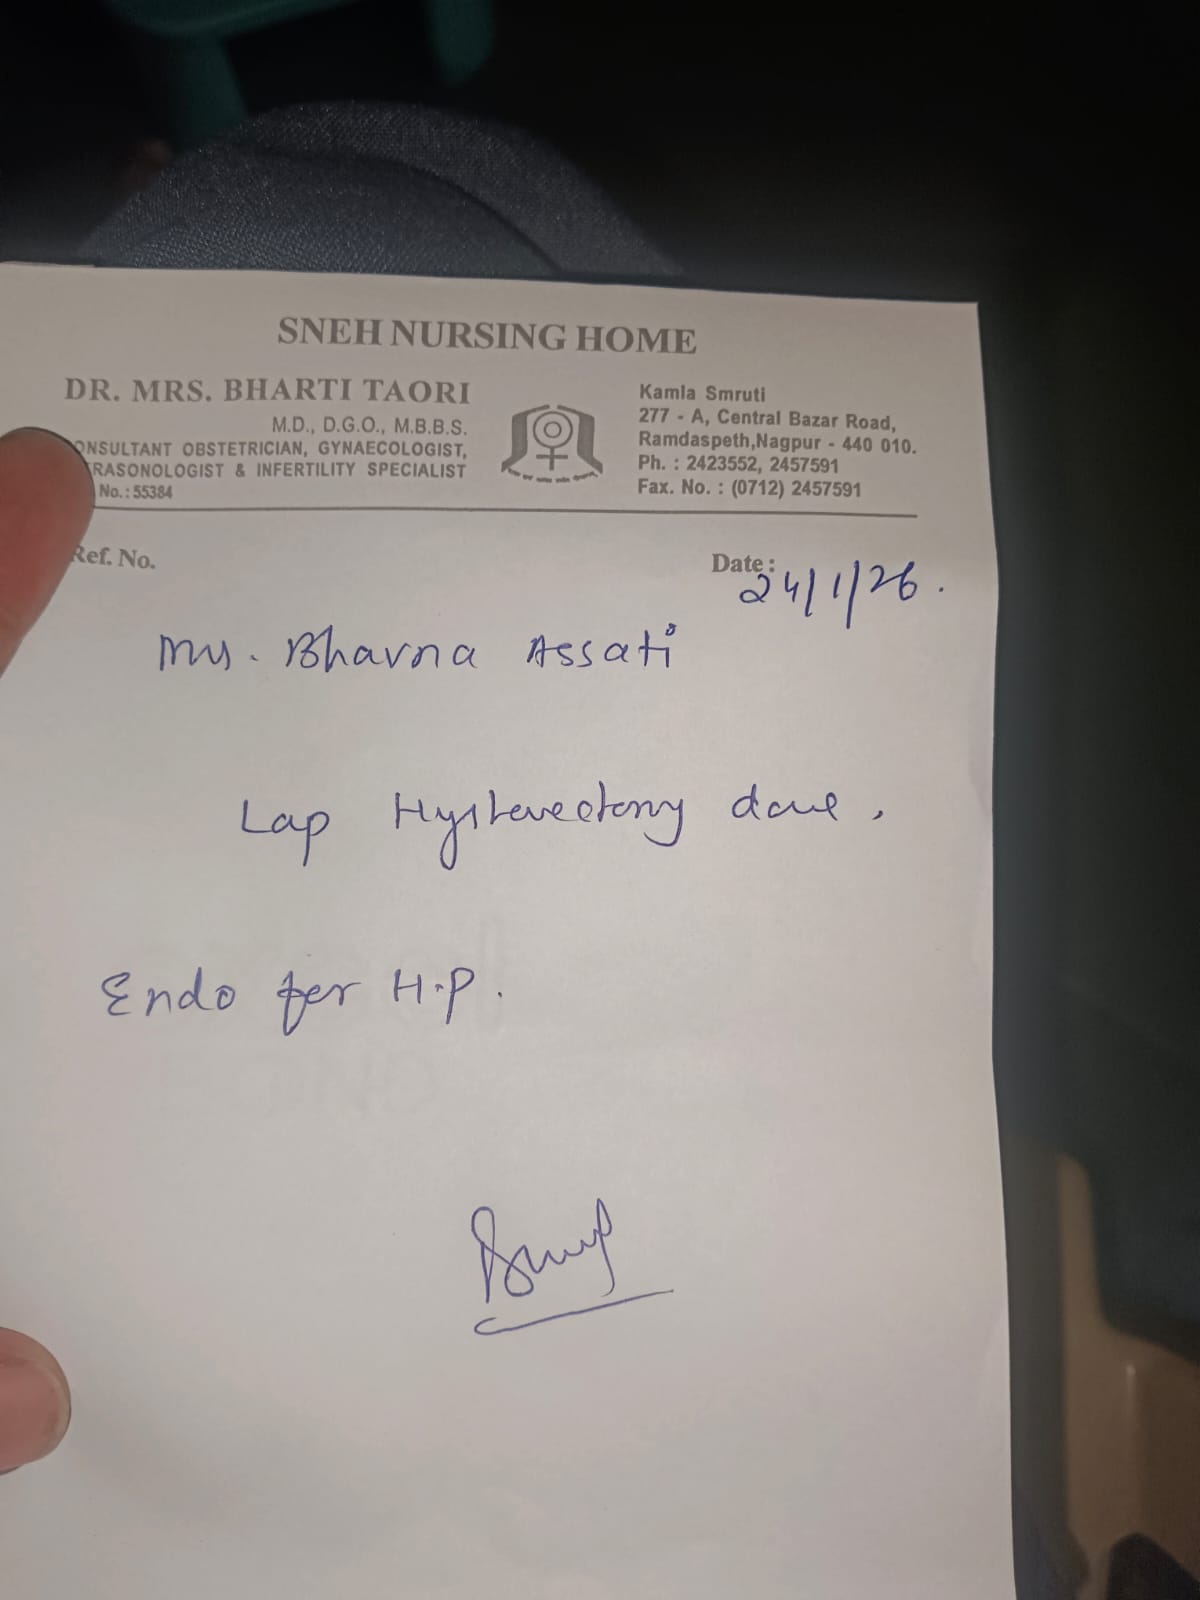 SNEH NURSING HOME
DR. MRS. BHARTI TAORI
M.D., D.G.O., M.B.B.S.
ONSULTANT OBSTETRICIAN, GYNAECOLOGIST,
RASONOLOGIST & INFERTILITY SPECIALIST
No.: 55384
Kamla Smruti
277 - A, Central Bazar Road,
Ramdaspeth,Nagpur - 440 010.
Ph. : 2423552, 2457591
Fax. No. : (0712) 2457591
Ref. No.
Date: 24/1/26.
Mrs. Bhavna Assati
Lap Hysterectomy done.
Endo for H.P.